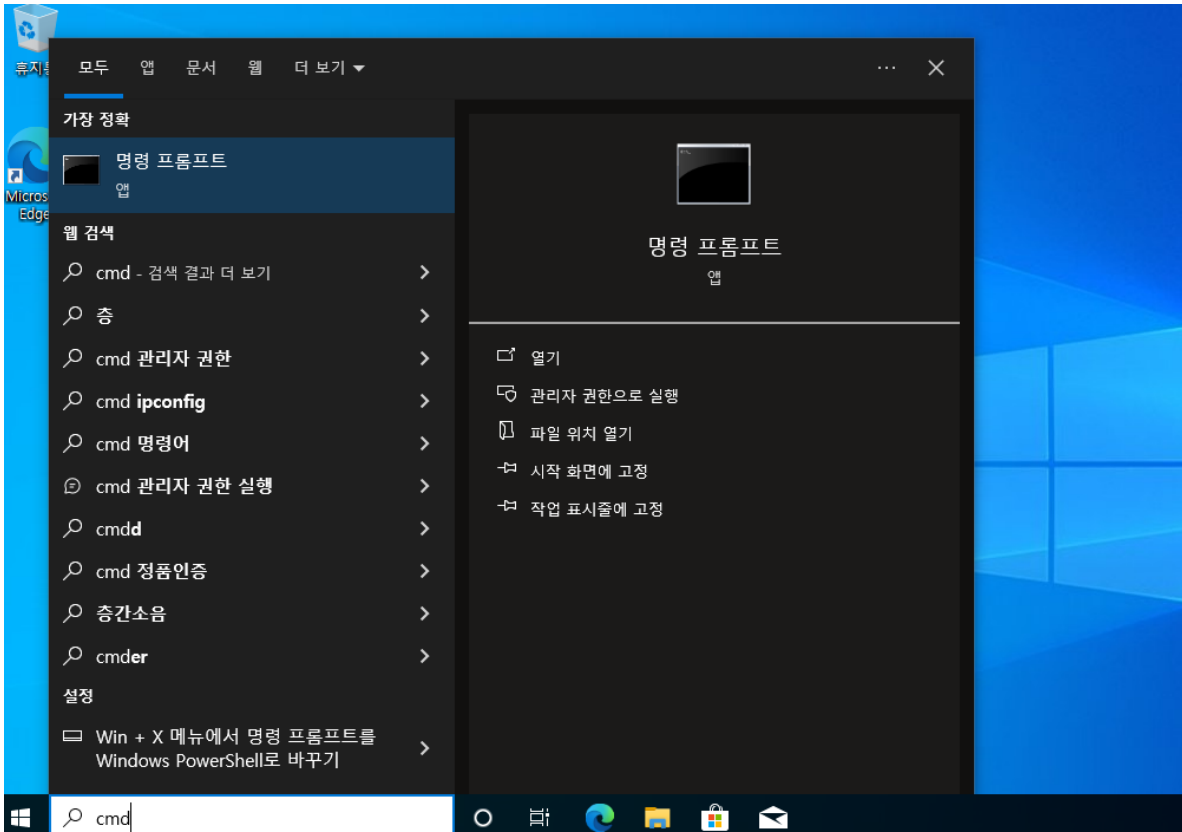 휴지
모두 앱 문서 웹 더 보기
가장 정확
명령 프롬프트
앱
웹 검색
cmd - 검색 결과 더 보기
층
cmd 관리자 권한
cmd ipconfig
cmd 명령어
cmd 관리자 권한 실행
cmdd
cmd 정품인증
층간소음
cmder
설정
Win + X 메뉴에서 명령 프롬프트를
Windows PowerShell로 바꾸기
cmd
명령 프롬프트
앱
열기
관리자 권한으로 실행
파일 위치 열기
시작 화면에 고정
작업 표시줄에 고정
Micros
Edge